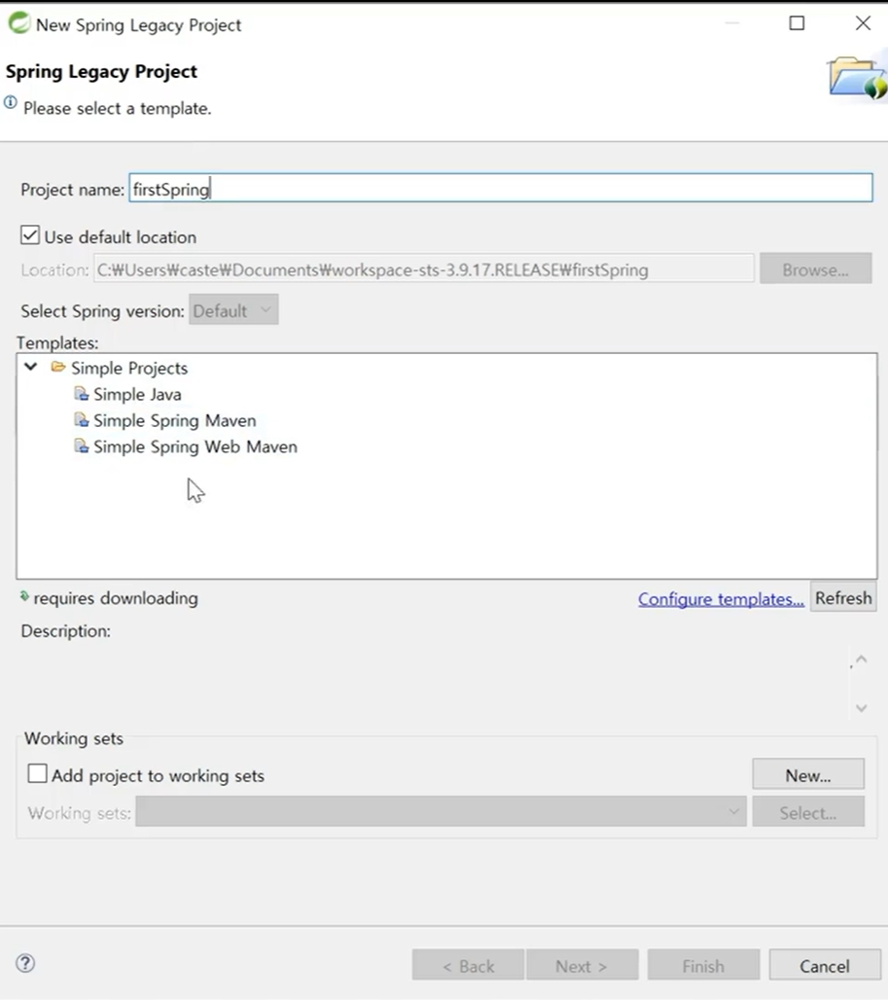 New Spring Legacy Project
Spring Legacy Project
Please select a template.
Project name: firstSpring
Use default location
Location: C:₩Users₩caste₩Documents₩workspace-sts-3.9.17.RELEASE₩firstSpring Browse...
Select Spring version: Default
Templates:
Simple Projects
Simple Java
Simple Spring Maven
Simple Spring Web Maven
requires downloading Configure templates... Refresh
Description:
Working sets
Add project to working sets New...
Working sets: Select...
< Back Next > Finish Cancel